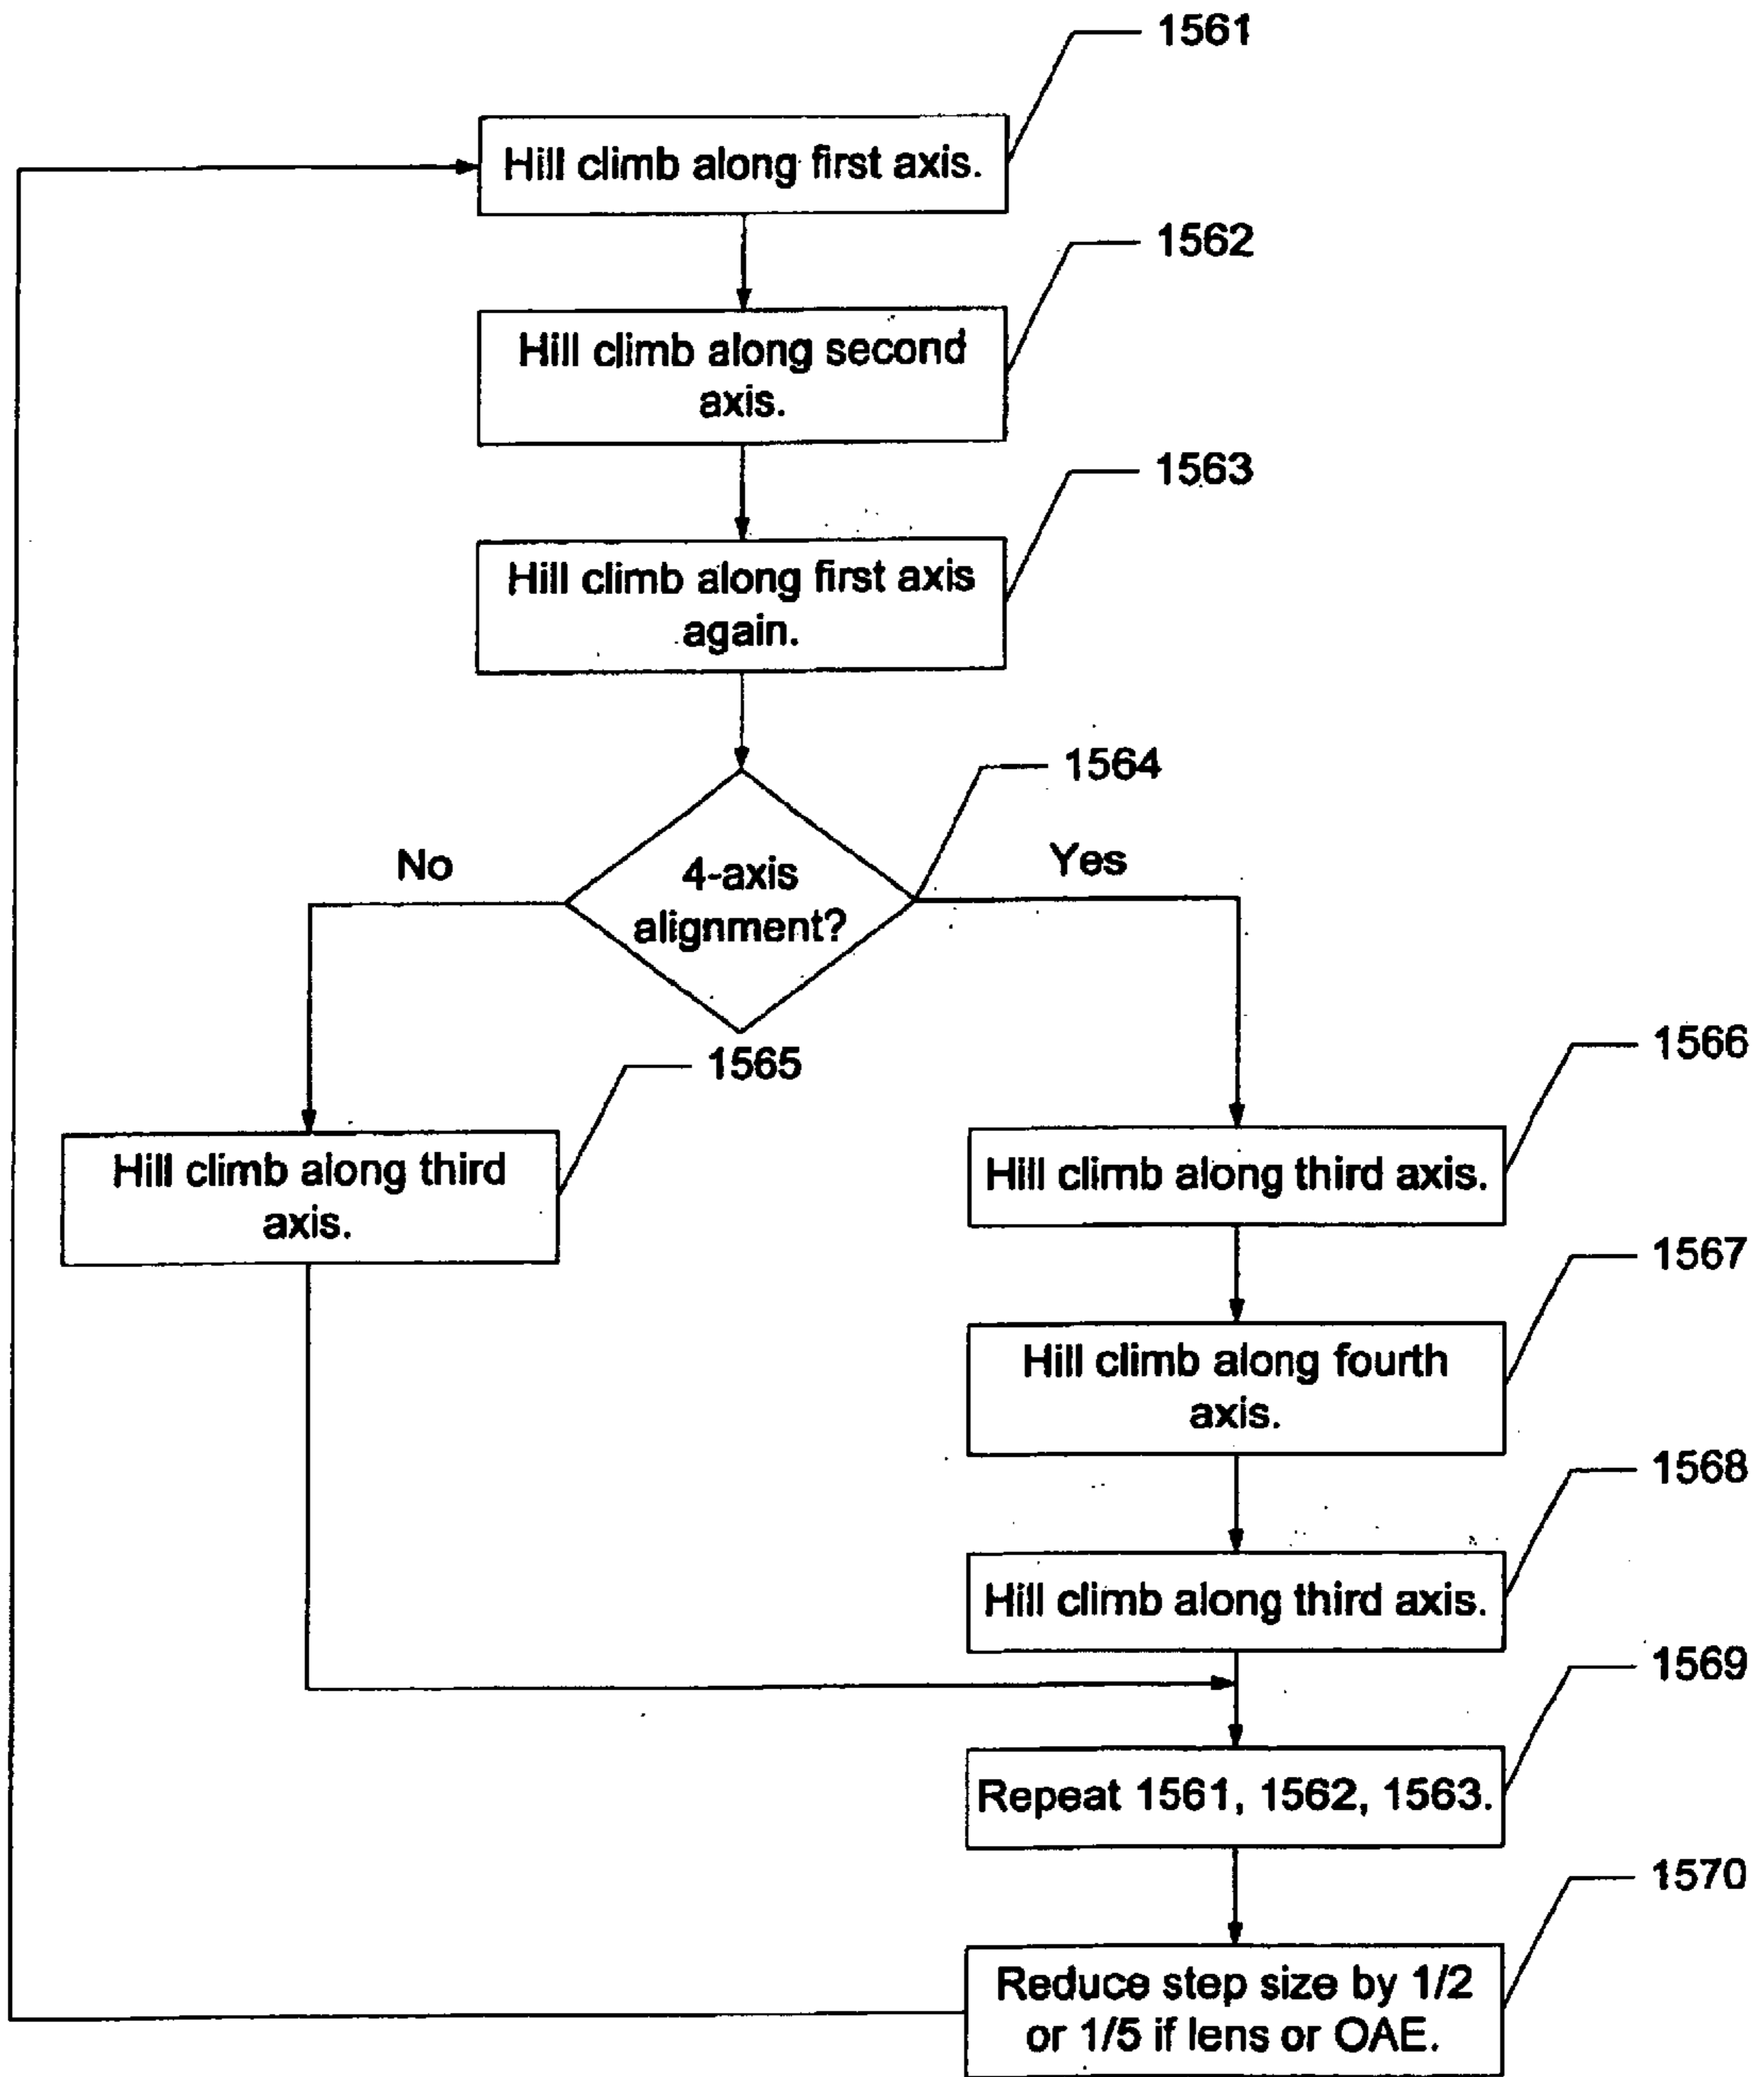 1561
Hill climb along first axis.
1562
Hill climb along second
axis.
1563
Hill climb along first axis
again.
1564
No
Yes
4-axis
alignment?
1565
1566
Hill climb along third
axis.
Hill climb along third axis.
1567
Hill climb along fourth
axis.
1568
Hill climb along third axis.
1569
Repeat 1561, 1562, 1563.
1570
Reduce step size by 1/2
or 1/5 if lens or OAE.